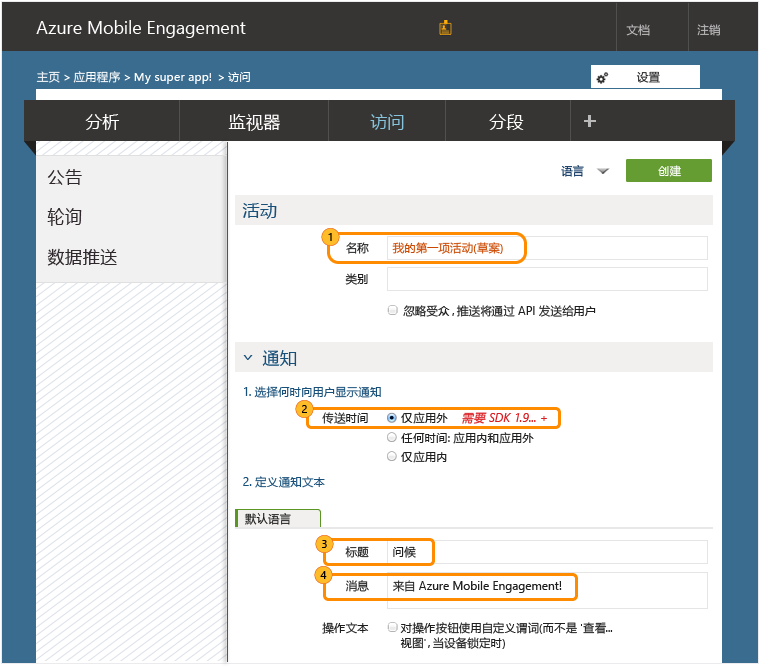 Azure Mobile Engagement
文档
注销
主页 > 应用程序 > My super app! > 访问
设置
分析
监视器
访问
分段
+
公告
轮询
数据推送
语言
创建
活动
1
名称
我的第一项活动(草案)
类别
忽略受众,推送将通过 API 发送给用户
通知
1. 选择何时向用户显示通知
2
传送时间
仅应用外
需要 SDK 1.9... +
任何时间: 应用内和应用外
仅应用内
2. 定义通知文本
默认语言
3
标题
问候
4
消息
来自 Azure Mobile Engagement!
操作文本
对操作按钮使用自定义谓词(而不是 '查看...
视图', 当设备锁定时)